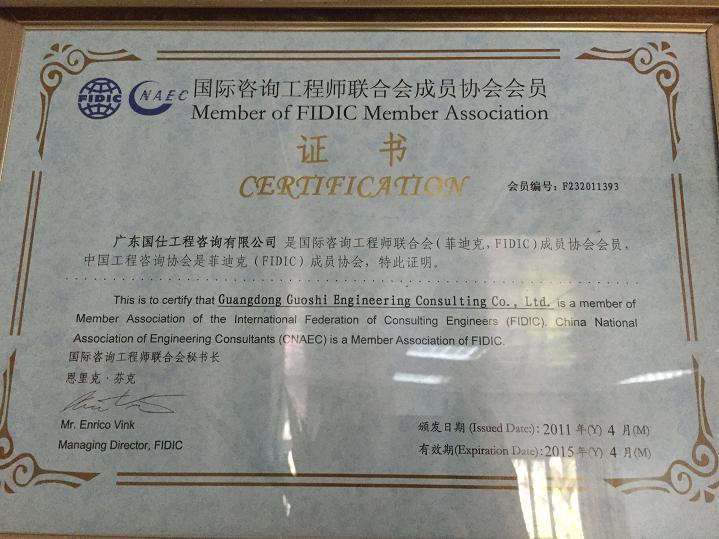 FIDIC
CNAEC
国际咨询工程师联合会成员协会会员
Member of FIDIC Member Association
证 书
CERTIFICATION
会员编号: F232011393
广东国仕工程咨询有限公司 是国际咨询工程师联合会(菲迪克,FIDIC)成员协会会员,
中国工程咨询协会是菲迪克(FIDIC)成员协会,特此证明。
This is to certify that Guangdong Guoshi Engineering Consulting Co., Ltd. is a member of
Member Association of the International Federation of Consulting Engineers (FIDIC). China National
Association of Engineering Consultants (CNAEC) is a Member Association of FIDIC.
国际咨询工程师联合会秘书长
恩里克·芬克
Mr. Enrico Vink
Managing Director, FIDIC
颁发日期 (Issued Date:): 2011 年(Y) 4 月(M)
有效期(Expiration Date): 2015 年(Y) 4 月(M)